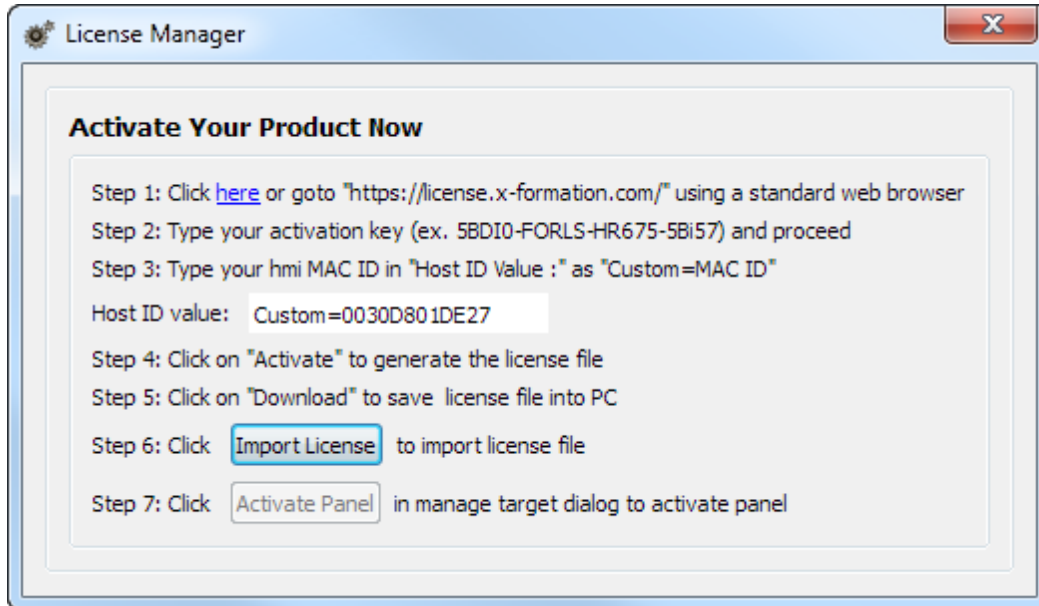 License Manager
Activate Your Product Now
Step 1: Click here or goto "https://license.x-formation.com/" using a standard web browser
Step 2: Type your activation key (ex. 5BDI0-FORLS-HR675-5Bi57) and proceed
Step 3: Type your hmi MAC ID in "Host ID Value :" as "Custom=MAC ID"
Host ID value: Custom=0030D801DE27
Step 4: Click on "Activate" to generate the license file
Step 5: Click on "Download" to save  license file into PC
Step 6: Click Import License to import license file
Step 7: Click Activate Panel in manage target dialog to activate panel